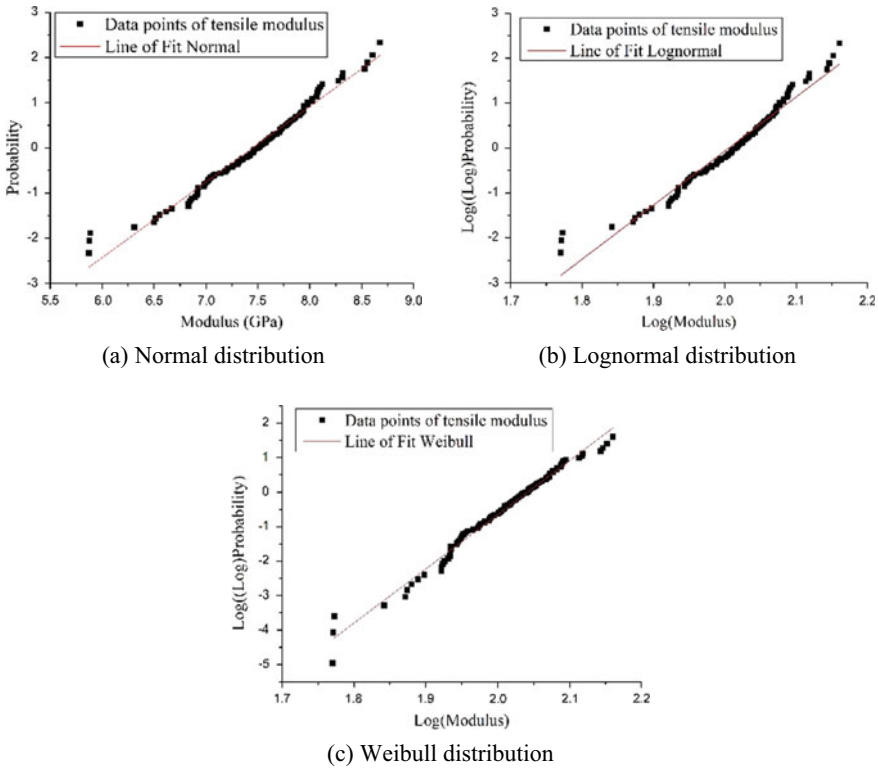 Data points of tensile modulus
Line of Fit Normal
3
2
1
0
-1
-2
-3
Probability
5.5 6.0 6.5 7.0 7.5 8.0 8.5 9.0
Modulus (GPa)
(a) Normal distribution
Data points of tensile modulus
Line of Fit Lognormal
3
2
1
0
-1
-2
-3
Log((Log)Probability)
1.7 1.8 1.9 2.0 2.1 2.2
Log(Modulus)
(b) Lognormal distribution
Data points of tensile modulus
Line of Fit Weibull
2
1
0
-1
-2
-3
-4
-5
Log((Log)Probability)
1.7 1.8 1.9 2.0 2.1 2.2
Log(Modulus)
(c) Weibull distribution